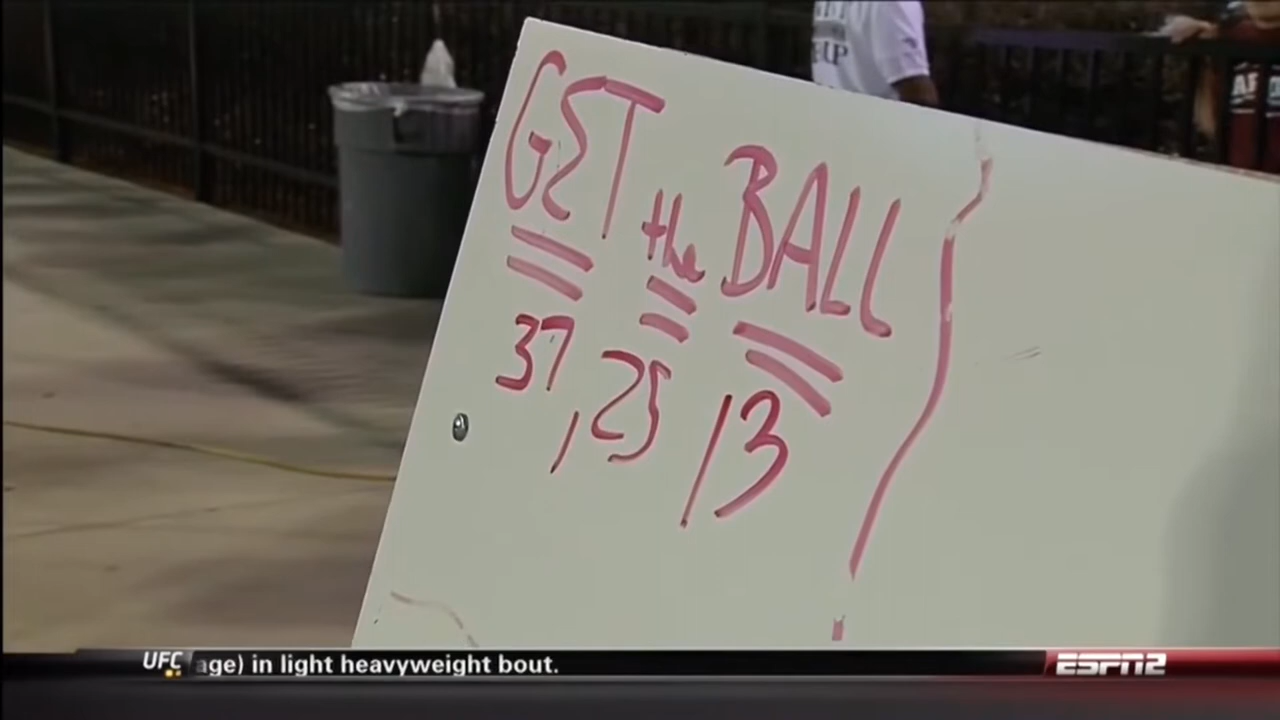 GET the BALL
37, 25, 13
UFC age) in light heavyweight bout.
ESPN2